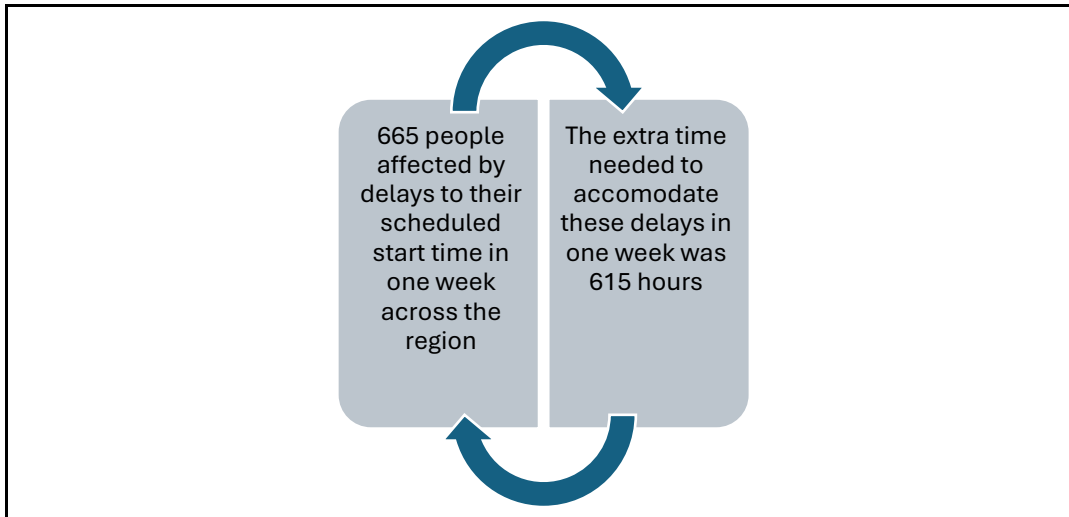 665 people
affected by
delays to their
scheduled
start time in
one week
across the
region
The extra time
needed to
accomodate
these delays in
one week was
615 hours